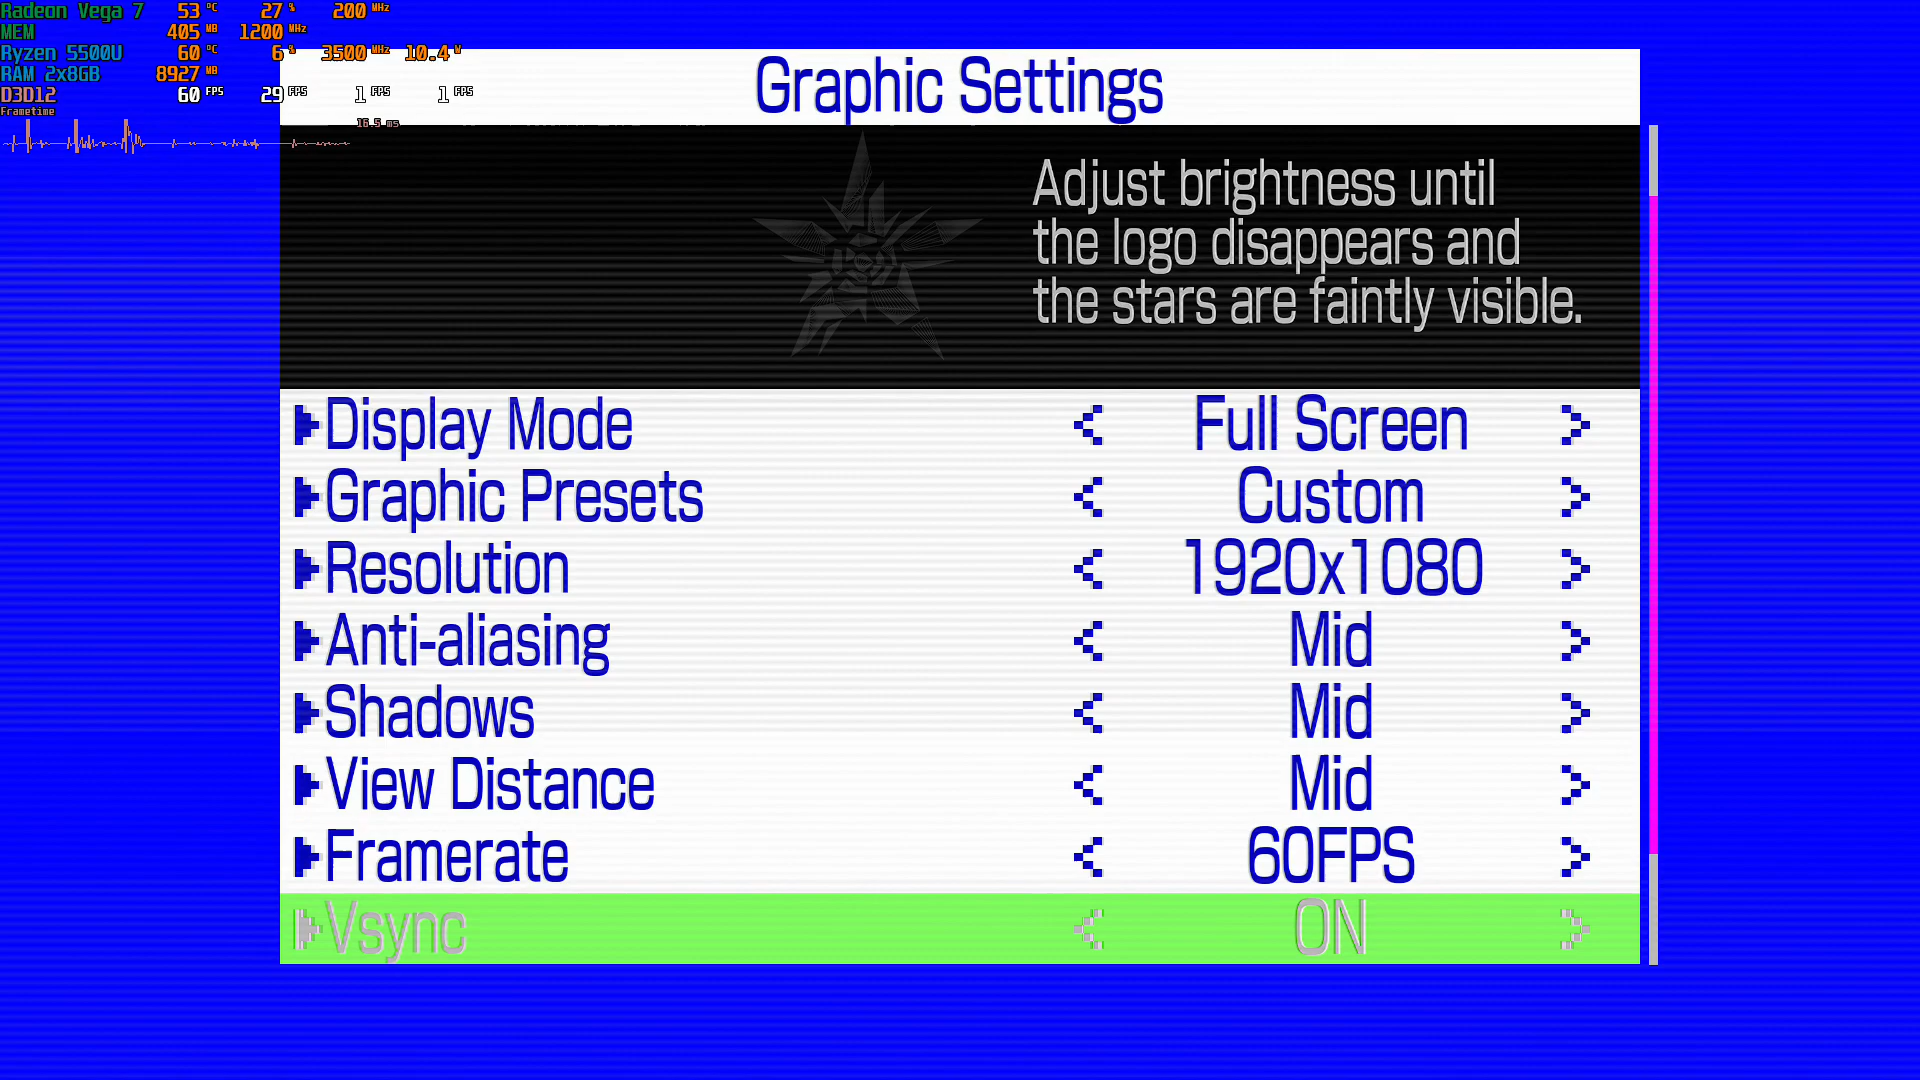 Radeon Vega 7 53 °C 27 % 200 MHz
MEM 405 MB 1200 MHz
Ryzen 5500U 60 °C 6 % 3500 MHz 10.4 W
RAM 2x8GB 8927 MB
D3D12 60 FPS 29 FPS 1 FPS 1 FPS
Frametime
16.5 ms
Graphic Settings
Adjust brightness until
the logo disappears and
the stars are faintly visible.
Display Mode < Full Screen >
Graphic Presets < Custom >
Resolution < 1920x1080 >
Anti-aliasing < Mid >
Shadows < Mid >
View Distance < Mid >
Framerate < 60FPS >
Vsync < ON >